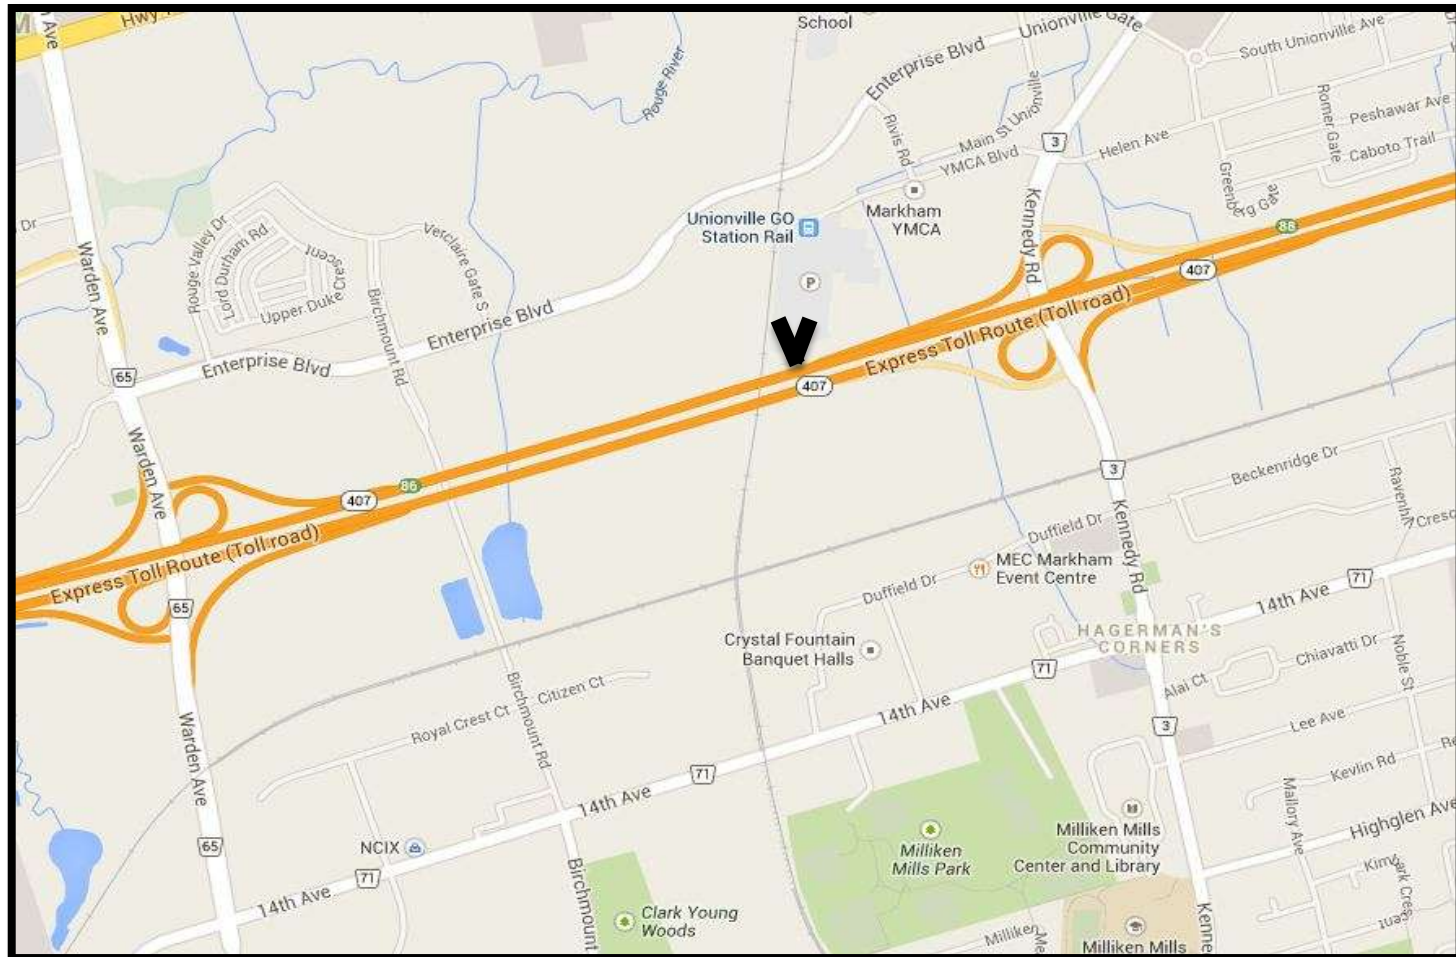 Hwy
School
Unionville Gate
South Unionville Ave
Enterprise Blvd
Rouge River
Romer Gate
Peshawar Ave
Rivis Rd
Main St Unionville
3
Helen Ave
YMCA Blvd
Caboto Trail
Greenberg Gate
Markham
YMCA
Kennedy Rd
Unionville GO
Station Rail
P
Dr
Warden Ave
Rouge Valley Dr
Lord Durham Rd
Upper Duke Crescent
Verclaire Gate S
Birchmount Rd
88
407
Express Toll Route (Toll road)
Enterprise Blvd
Enterprise Blvd
65
V
407
Warden Ave
3
Beckenridge Dr
86
407
Duffield Dr
Kennedy Rd
Express Toll Route (Toll road)
MEC Markham
Event Centre
Duffield Dr
71
14th Ave
65
HAGERMAN'S
CORNERS
Crystal Fountain
Banquet Halls
71
Chiavatti Dr
Noble St
Alai Ct
Citizen Ct
Royal Crest Ct
Birchmount Rd
14th Ave
3
Lee Ave
Warden Ave
71
Kevlin Rd
14th Ave
Mallory Ave
Highglen Ave
65
NCIX
Milliken
Mills Park
Milliken Mills
Community
Center and Library
71
14th Ave
Birchmount
Clark Young
Woods
Milliken
Milliken Mills